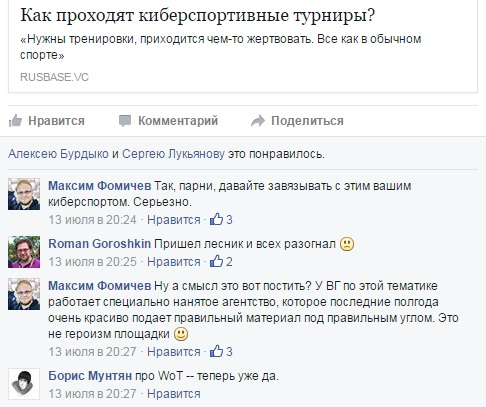 Как проходят киберспортивные турниры?
«Нужны тренировки, приходится чем-то жертвовать. Все как в обычном
спорте»
RUSBASE.VC
Нравится Комментарий Поделиться
Алексею Бурдыко и Сергею Лукьянову это понравилось.
Максим Фомичев Так, парни, давайте завязывать с этим вашим
киберспортом. Серьезно.
13 июля в 20:24 · Нравится · 3
Roman Goroshkin Пришел лесник и всех разогнал
13 июля в 20:25 · Нравится · 2
Максим Фомичев Ну а смысл это вот постить? У ВГ по этой тематике
работает специально нанятое агентство, которое последние полгода
очень красиво подает правильный материал под правильным углом. Это
не героизм площадки
13 июля в 20:27 · Нравится · 3
Борис Мунтян про WoT -- теперь уже да.
13 июля в 20:27 · Нравится